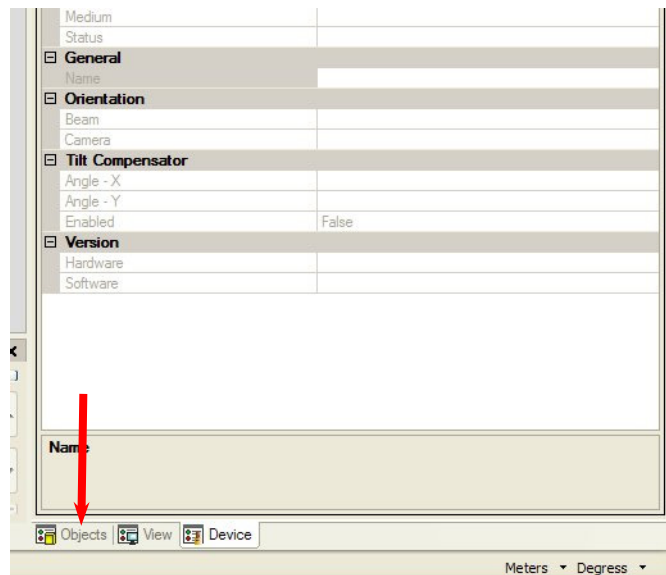 Medium
Status
General
Name
Orientation
Beam
Camera
Tilt Compensator
Angle - X
Angle - Y
Enabled False
Version
Hardware
Software
Name
Objects View Device
Meters Degress